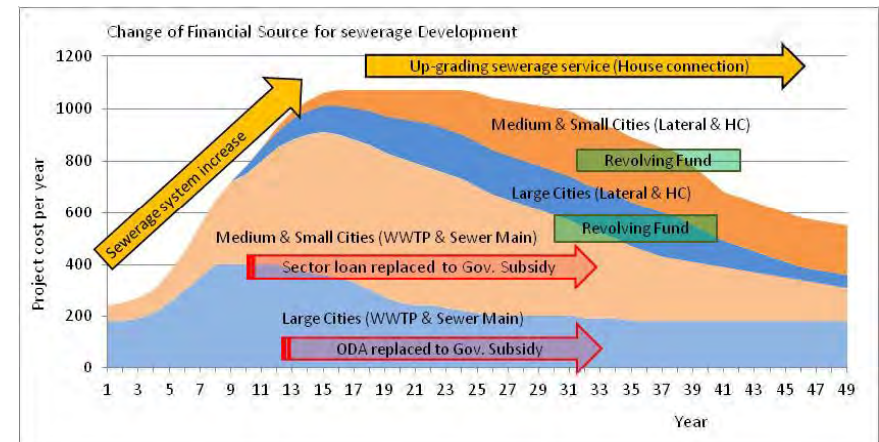 Change of Financial Source for sewerage Development
1200
1000
800
600
400
200
0
Project cost per year
Sewerage system increase
Up-grading sewerage service (House connection)
Medium & Small Cities (Lateral & HC)
Revolving Fund
Large Cities (Lateral & HC)
Revolving Fund
Medium & Small Cities (WWTP & Sewer Main)
Sector loan replaced to Gov. Subsidy
Large Cities (WWTP & Sewer Main)
ODA replaced to Gov. Subsidy
1 3 5 7 9 11 13 15 17 19 21 23 25 27 29 31 33 35 37 39 41 43 45 47 49
Year